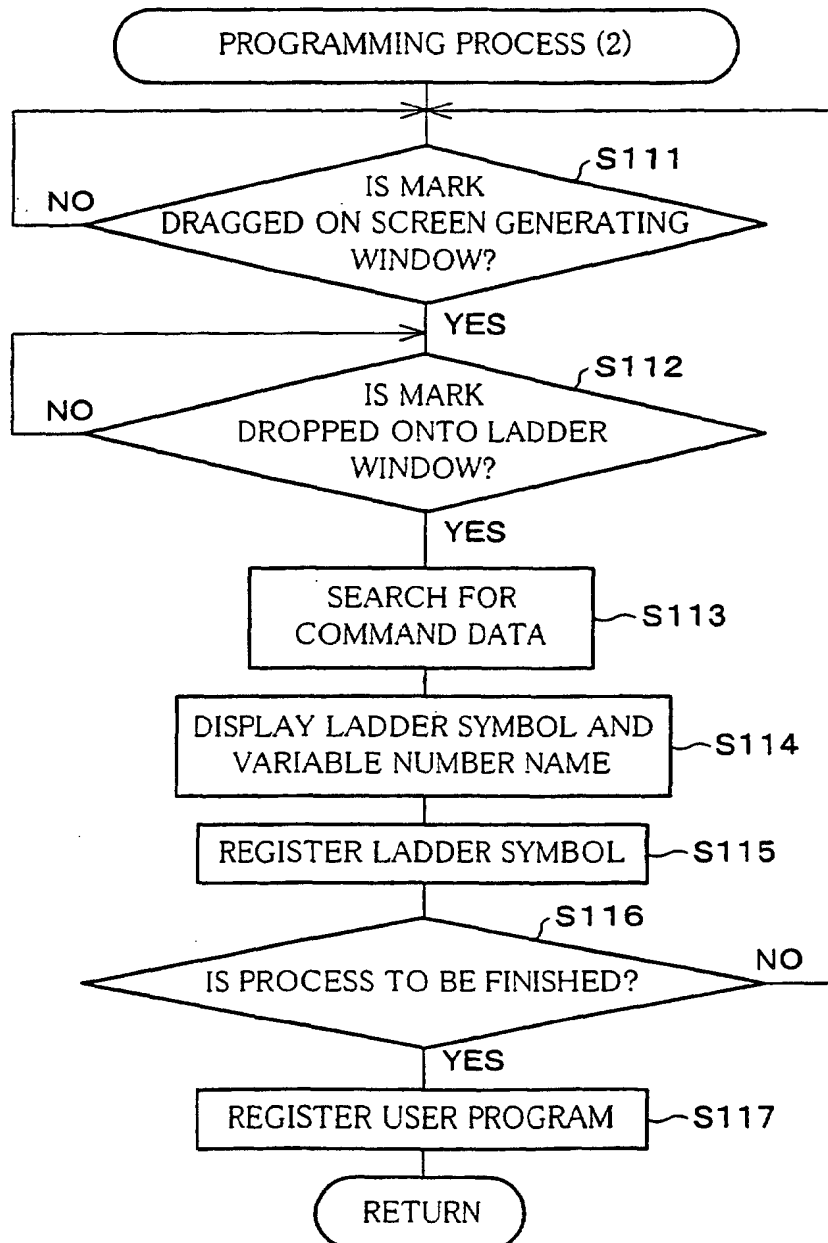 PROGRAMMING PROCESS (2)
S111
IS MARK
DRAGGED ON SCREEN GENERATING
WINDOW?
NO
YES
S112
IS MARK
DROPPED ONTO LADDER
WINDOW?
NO
YES
SEARCH FOR
COMMAND DATA
S113
DISPLAY LADDER SYMBOL AND
VARIABLE NUMBER NAME
S114
REGISTER LADDER SYMBOL
S115
S116
IS PROCESS TO BE FINISHED?
NO
YES
REGISTER USER PROGRAM
S117
RETURN